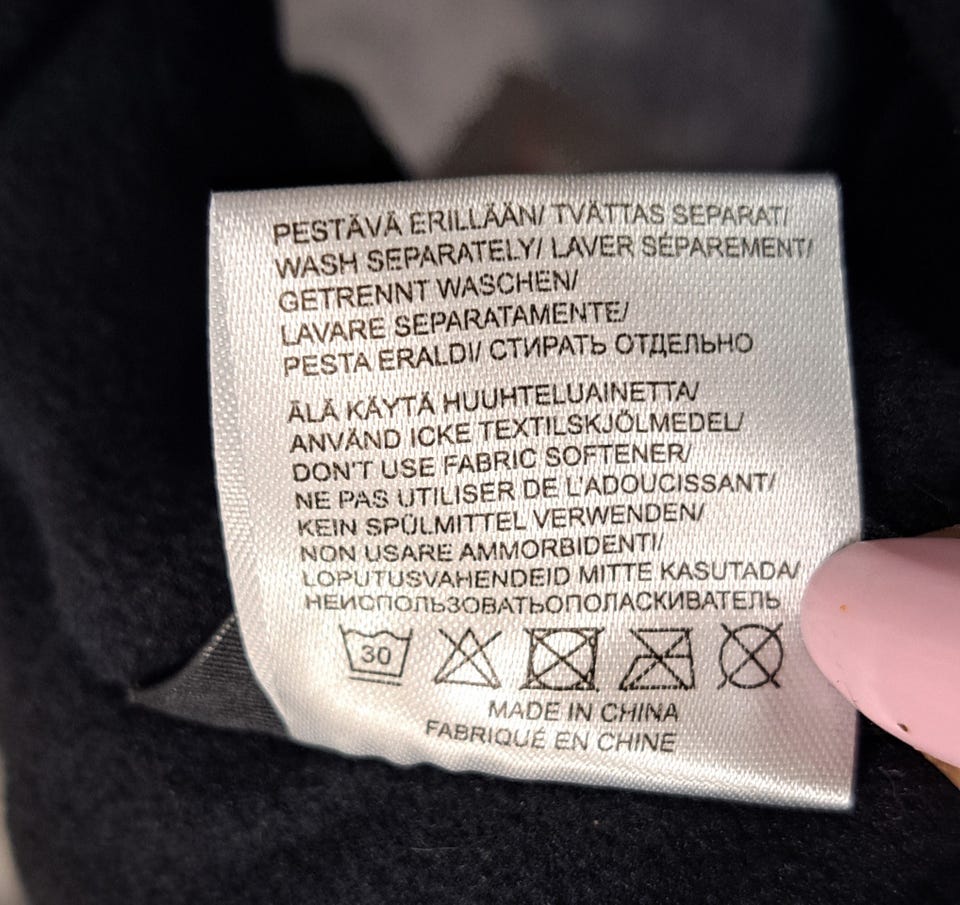 PESTÄVÄ ERILLÄÄN/ TVÄTTAS SEPARAT/
WASH SEPARATELY/ LAVER SÉPAREMENT/
GETRENNT WASCHEN/
LAVARE SEPARATAMENTE/
PESTA ERALDI/ СТИРАТЬ ОТДЕЛЬНО
ÄLÄ KÄYTÄ HUUHTELUAINETTA/
ANVÄND ICKE TEXTILSKJÖLMEDEL/
DON'T USE FABRIC SOFTENER/
NE PAS UTILISER DE L'ADOUCISSANT/
KEIN SPÜLMITTEL VERWENDEN/
NON USARE AMMORBIDENTI/
LOPUTUSVAHENDEID MITTE KASUTADA/
НЕИСПОЛЬЗОВАТЬОПОЛАСКИВАТЕЛЬ
30
MADE IN CHINA
FABRIQUÉ EN CHINE